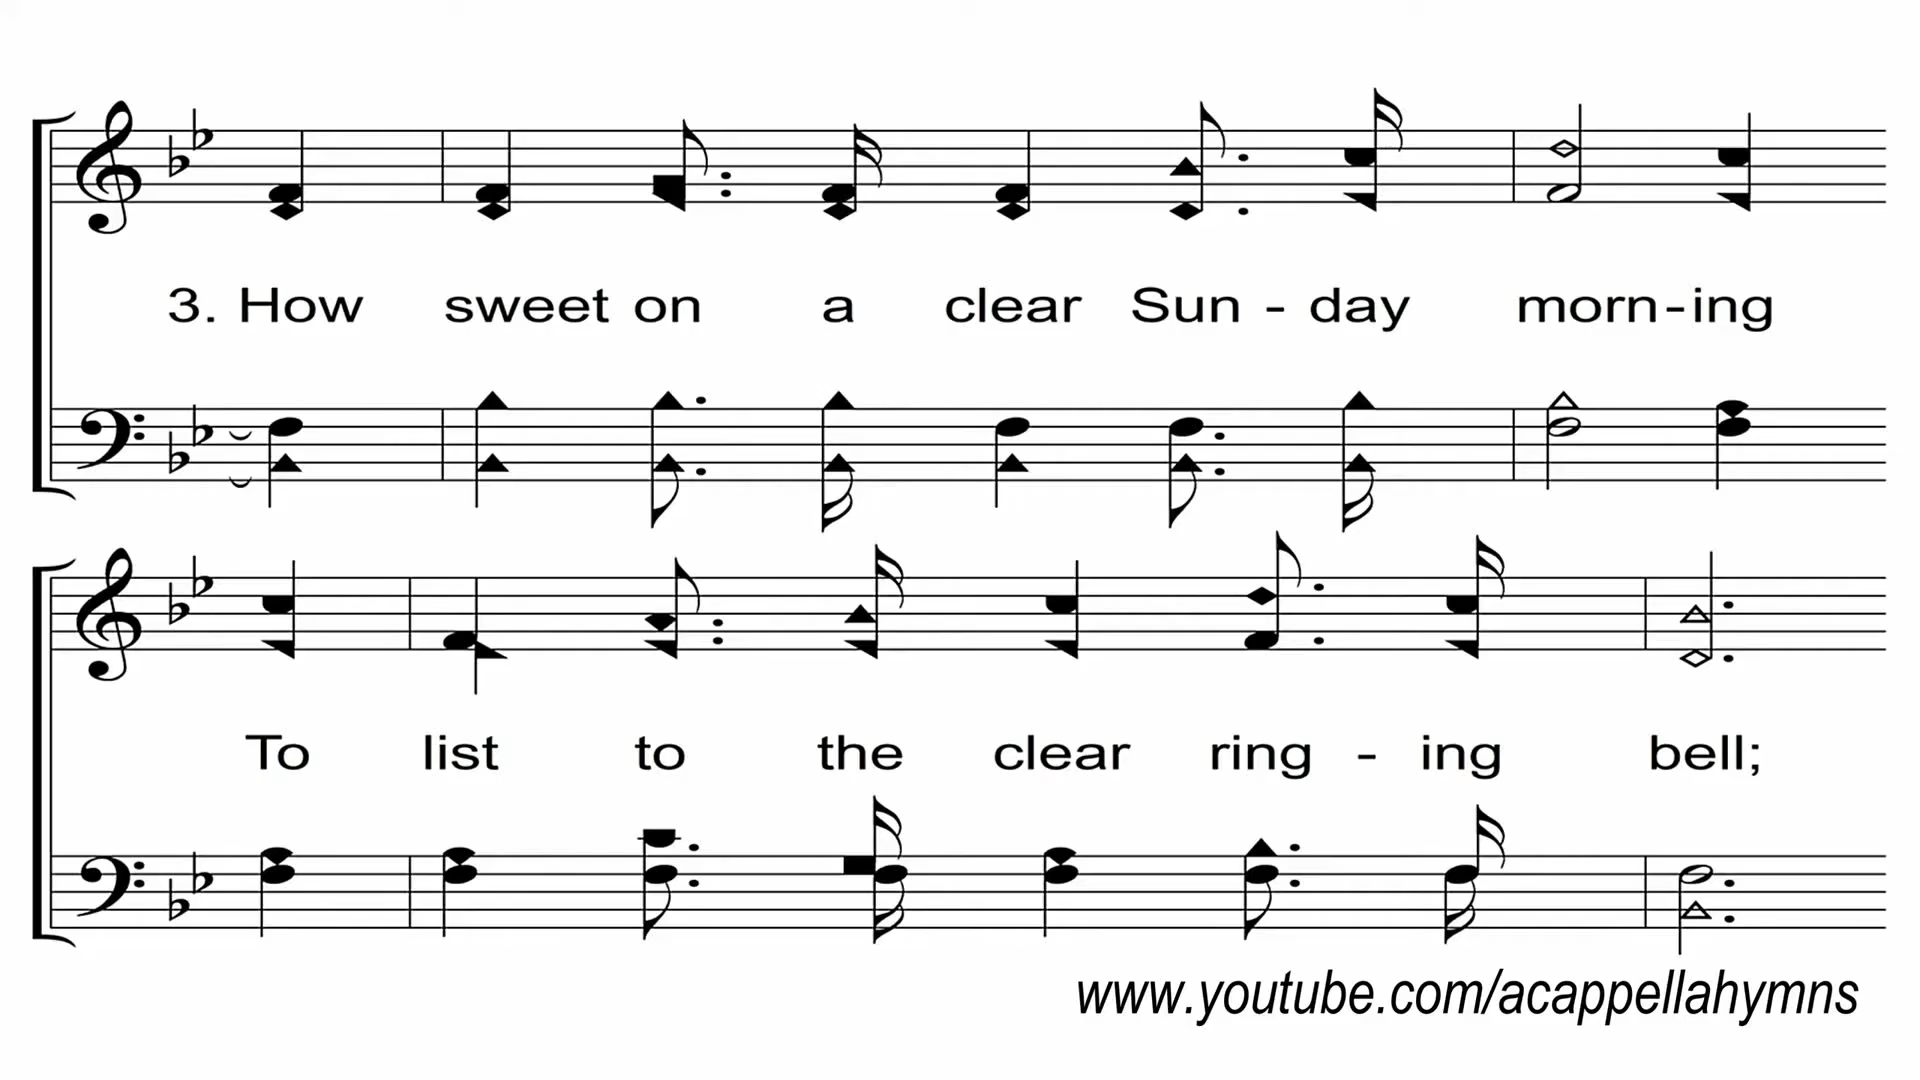 3. How sweet on a clear Sun - day morn-ing
To list to the clear ring - ing bell;
www.youtube.com/acappellahymns